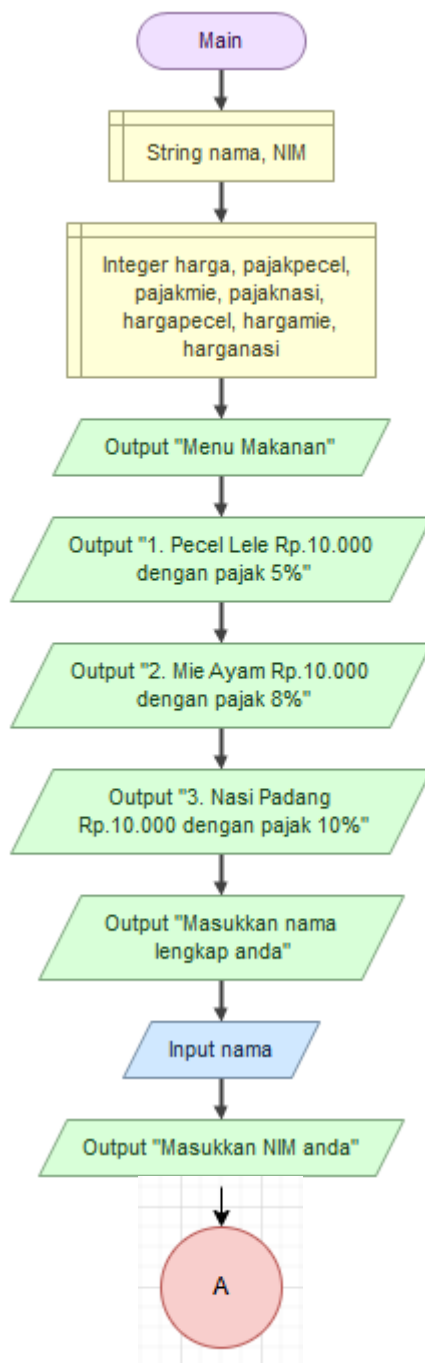 Main
String nama, NIM
Integer harga, pajakpecel,
pajakmie, pajaknasi,
hargapecel, hargamie,
harganasi
Output "Menu Makanan"
Output "1. Pecel Lele Rp.10.000
dengan pajak 5%"
Output "2. Mie Ayam Rp.10.000
dengan pajak 8%"
Output "3. Nasi Padang
Rp.10.000 dengan pajak 10%"
Output "Masukkan nama
lengkap anda"
Input nama
Output "Masukkan NIM anda"
A